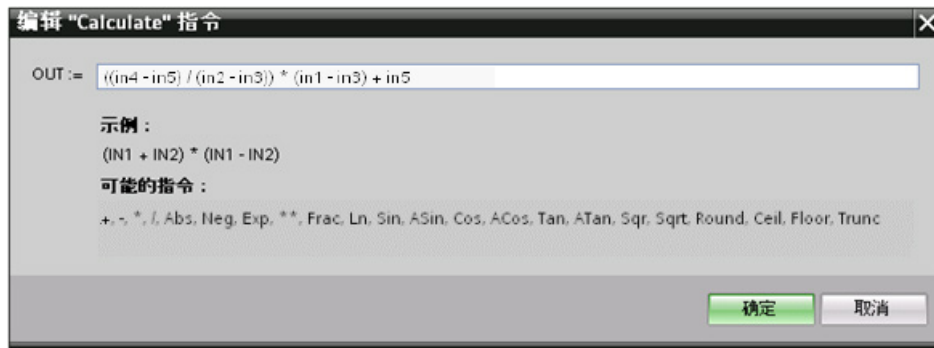 编辑 "Calculate" 指令
OUT := ((in4 - in5) / (in2 - in3)) * (in1 - in3) + in5
示例：
(IN1 + IN2) * (IN1 - IN2)
可能的指令：
+, -, *, /, Abs, Neg, Exp, **, Frac, Ln, Sin, ASin, Cos, ACos, Tan, ATan, Sqr, Sqrt, Round, Ceil, Floor, Trunc
确定 取消